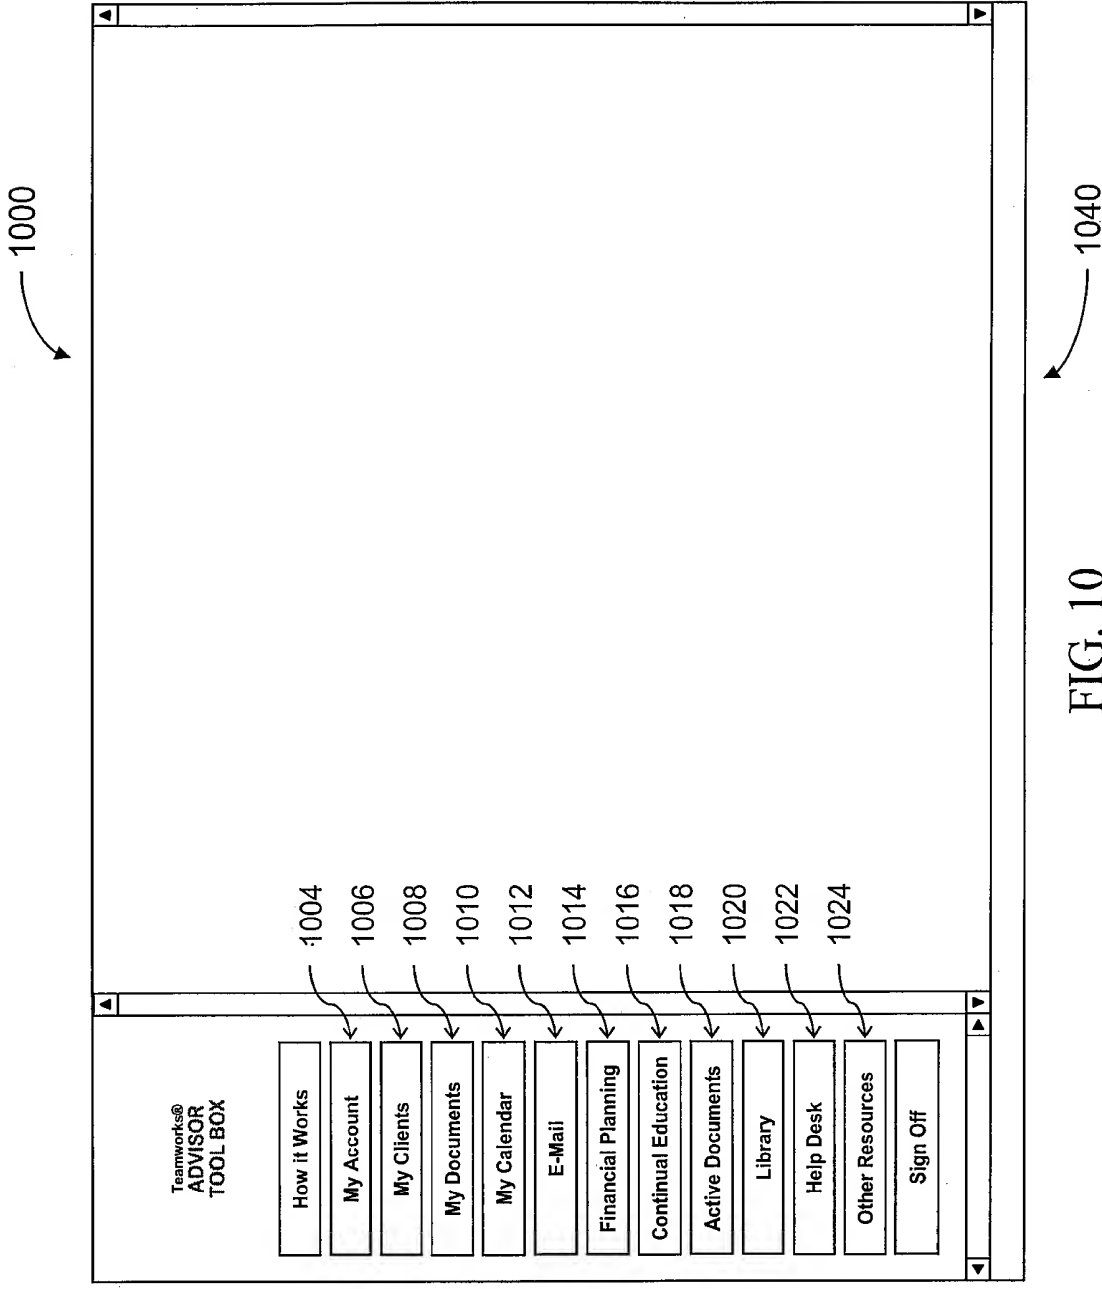 1000
Teamworks®
ADVISOR
TOOL BOX
How it Works
My Account
1004
My Clients
1006
My Documents
1008
My Calendar
1010
E-Mail
1012
Financial Planning
1014
Continual Education
1016
Active Documents
1018
Library
1020
Help Desk
1022
Other Resources
1024
Sign Off
1040
FIG. 10